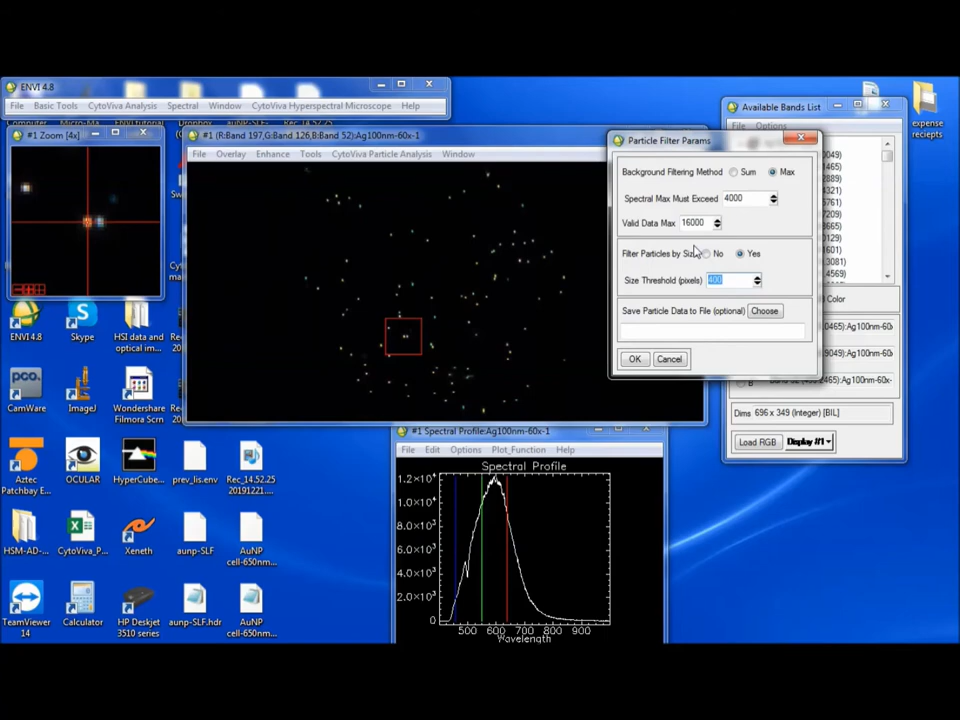 ENVI 4.8
File Basic Tools CytoViva Analysis Spectral Window CytoViva Hyperspectral Microscope Help
#1 Zoom [4x]
#1 (R:Band 197,G:Band 126,B:Band 52):Ag100nm-60x-1
File Overlay Enhance Tools CytoViva Particle Analysis Window
Particle Filter Params
Background Filtering Method Sum Max
Spectral Max Must Exceed 4000
Valid Data Max 16000
Filter Particles by Size No Yes
Size Threshold (pixels) 400
Save Particle Data to File (optional) Choose
OK Cancel
Available Bands List
File Options
0049)
2465)
2889)
Color
Dims 696 x 349 (Integer) [BIL]
Load RGB Display #1
expense
reciepts
ENVI 4.8
Skype
HSI data and
optical im...
CamWare
ImageJ
Wondershare
Filmora Scrn
Aztec
Patchbay E...
OCULAR
HyperCube...
prev_lis.env
Rec_14.52.25
20191221...
HSM-AD-...
CytoViva_P...
Xeneth
aunp-SLF
AuNP
cell-650nm...
TeamViewer
14
Calculator
HP Deskjet
3510 series
aunp-SLF.hdr
AuNP
cell-650nm...
#1 Spectral Profile:Ag100nm-60x-1
File Edit Options Plot_Function Help
Spectral Profile
1.2×10⁴
1.0×10⁴
8.0×10³
6.0×10³
4.0×10³
2.0×10³
0
500 600 700 800 900
Wavelength